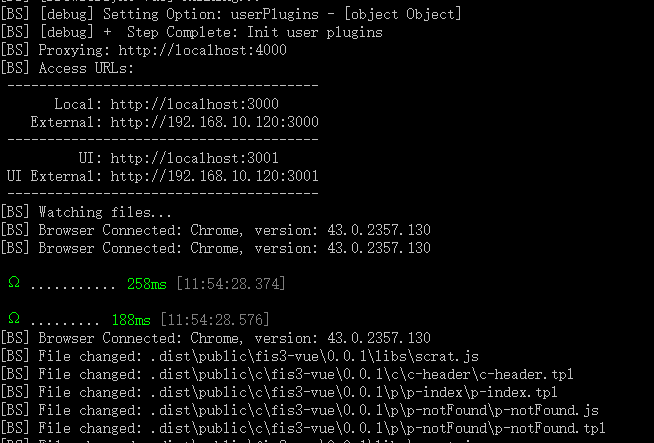 [BS] [debug] Setting Option: userPlugins - [object Object]
[BS] [debug] + Step Complete: Init user plugins
[BS] Proxying: http://localhost:4000
[BS] Access URLs:
---------------------------------------
Local: http://localhost:3000
External: http://192.168.10.120:3000
---------------------------------------
UI: http://localhost:3001
UI External: http://192.168.10.120:3001
---------------------------------------
[BS] Watching files...
[BS] Browser Connected: Chrome, version: 43.0.2357.130
[BS] Browser Connected: Chrome, version: 43.0.2357.130
Ω ........... 258ms [11:54:28.374]
Ω ......... 188ms [11:54:28.576]
[BS] Browser Connected: Chrome, version: 43.0.2357.130
[BS] File changed: .dist\public\fis3-vue\0.0.1\libs\scrat.js
[BS] File changed: .dist\public\c\fis3-vue\0.0.1\c\c-header\c-header.tpl
[BS] File changed: .dist\public\c\fis3-vue\0.0.1\p\p-index\p-index.tpl
[BS] File changed: .dist\public\c\fis3-vue\0.0.1\p\p-notFound\p-notFound.js
[BS] File changed: .dist\public\c\fis3-vue\0.0.1\p\p-notFound\p-notFound.tpl